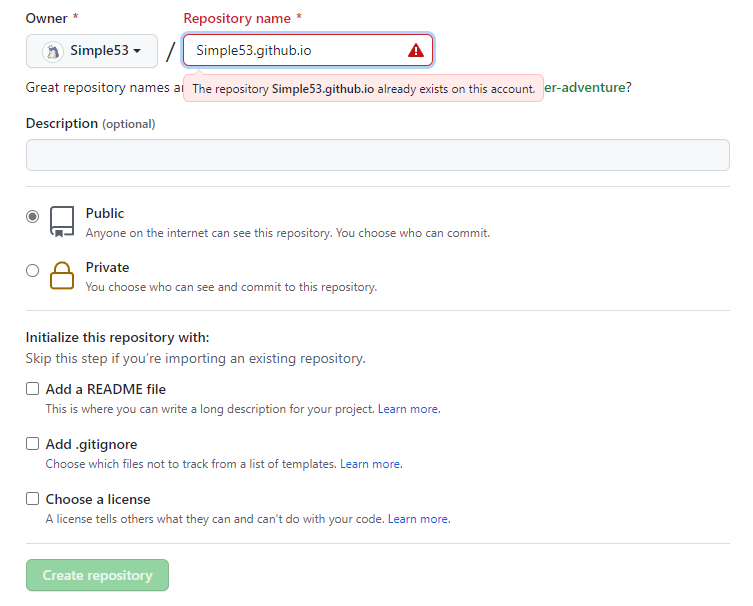 Owner *
Repository name *
Simple53
/
Simple53.github.io
Great repository names a
er-adventure?
The repository Simple53.github.io already exists on this account.
Description (optional)
Public
Anyone on the internet can see this repository. You choose who can commit.
Private
You choose who can see and commit to this repository.
Initialize this repository with:
Skip this step if you’re importing an existing repository.
Add a README file
This is where you can write a long description for your project. Learn more.
Add .gitignore
Choose which files not to track from a list of templates. Learn more.
Choose a license
A license tells others what they can and can't do with your code. Learn more.
Create repository